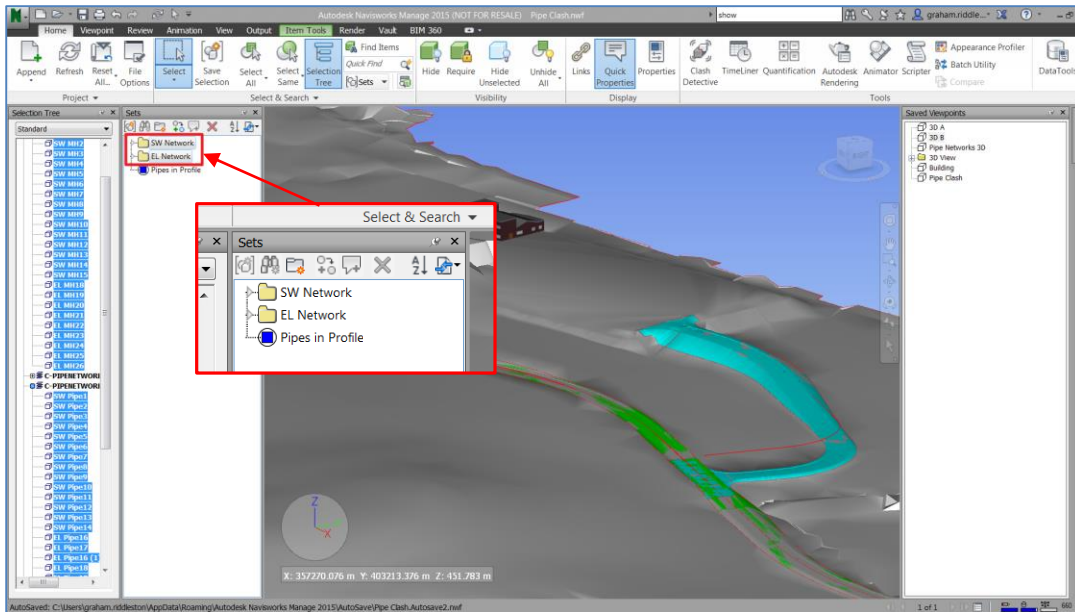 Autodesk Navisworks Manage 2015 (NOT FOR RESALE) Pipe Clash.nwf
show
graham.riddle...
Home Viewpoint Review Animation View Output Item Tools Render Vault BIM 360
Append
Refresh
Reset All...
File Options
Select
Save Selection
Select All
Select Same
Selection Tree
Find Items
Quick Find
Sets
Hide
Require
Hide Unselected
Unhide All
Links
Quick Properties
Properties
Clash Detective
TimeLiner
Quantification
Autodesk Rendering
Animator
Scripter
Appearance Profiler
Batch Utility
Compare
DataTools
Project
Select & Search
Visibility
Display
Tools
Selection Tree
Standard
SW MH2
SW MH3
SW MH4
SW MH5
SW MH6
SW MH7
SW MH8
SW MH9
SW MH10
SW MH11
SW MH12
SW MH13
SW MH14
SW MH15
EL MH18
EL MH19
EL MH20
EL MH21
EL MH22
EL MH23
EL MH24
EL MH25
EL MH26
C-PIPENETWORK
C-PIPENETWORK
SW Pipe1
SW Pipe2
SW Pipe3
SW Pipe4
SW Pipe5
SW Pipe6
SW Pipe7
SW Pipe8
SW Pipe9
SW Pipe10
SW Pipe11
SW Pipe12
SW Pipe13
SW Pipe14
EL Pipe16
EL Pipe17
EL Pipe16 (1
EL Pipe18
Sets
SW Network
EL Network
Pipes in Profile
Select & Search
Sets
SW Network
EL Network
Pipes in Profile
Z
X
X: 357270.076 m Y: 403213.376 m Z: 451.783 m
Saved Viewpoints
3D A
3D B
Pipe Networks 3D
3D View
Building
Pipe Clash
AutoSaved: C:\Users\graham.riddleston\AppData\Roaming\Autodesk Navisworks Manage 2015\AutoSave\Pipe Clash.Autosave2.nwf
1 of 1
660